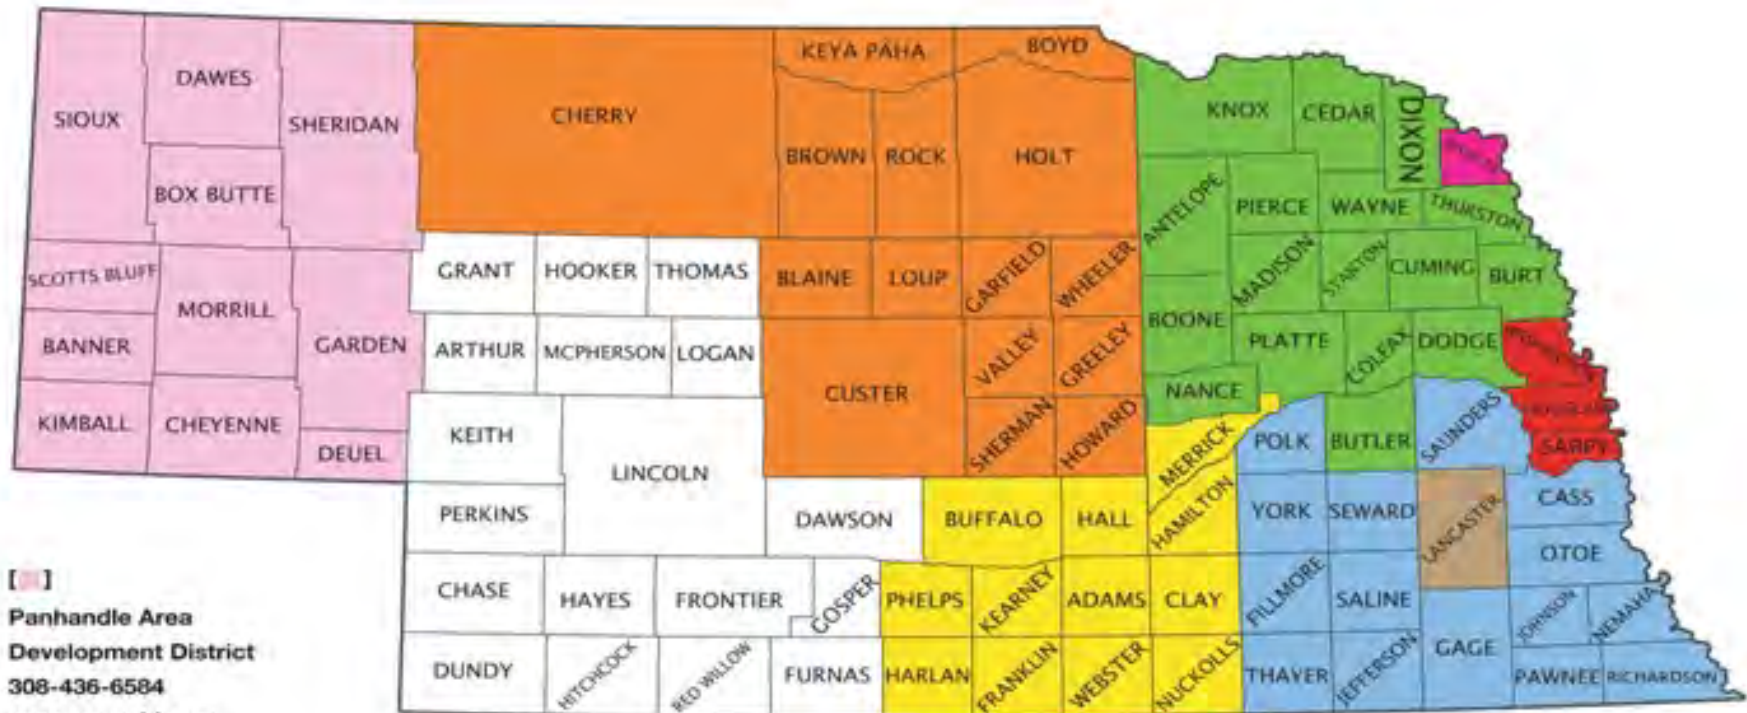 KEYA PAHA
BOYD
DAWES
SIOUX
SHERIDAN
CHERRY
KNOX
CEDAR
DIXON
BROWN
ROCK
HOLT
BOX BUTTE
ANTELOPE
PIERCE
WAYNE
THURSTON
SCOTTS BLUFF
GRANT
HOOKER
THOMAS
BLAINE
LOUP
GARFIELD
WHEELER
MADISON
STANTON
CUMING
BURT
MORRILL
BANNER
GARDEN
ARTHUR
MCPHERSON
LOGAN
VALLEY
GREELEY
BOONE
PLATTE
COLFAX
DODGE
CUSTER
NANCE
KIMBALL
CHEYENNE
DEUEL
KEITH
LINCOLN
SHERMAN
HOWARD
MERRICK
POLK
BUTLER
SAUNDERS
SARPY
PERKINS
DAWSON
BUFFALO
HALL
HAMILTON
YORK
SEWARD
LANCASTER
CASS
OTOE
CHASE
HAYES
FRONTIER
GOSPER
PHELPS
KEARNEY
ADAMS
CLAY
FILLMORE
SALINE
JOHNSON
NEMAHA
DUNDY
HITCHCOCK
RED WILLOW
FURNAS
HARLAN
FRANKLIN
WEBSTER
NUCKOLLS
THAYER
JEFFERSON
GAGE
PAWNEE
RICHARDSON
[ ]
Panhandle Area
Development District
308-436-6584